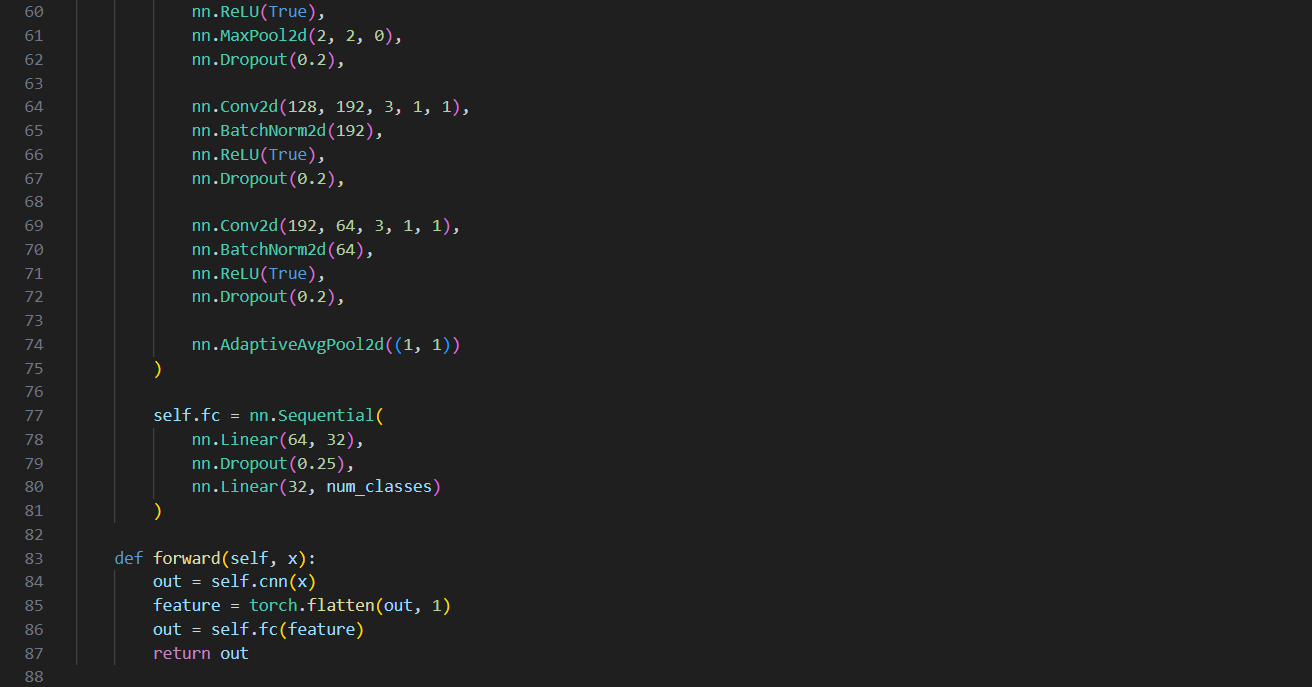 60 nn.ReLU(True),
61 nn.MaxPool2d(2, 2, 0),
62 nn.Dropout(0.2),
63
64 nn.Conv2d(128, 192, 3, 1, 1),
65 nn.BatchNorm2d(192),
66 nn.ReLU(True),
67 nn.Dropout(0.2),
68
69 nn.Conv2d(192, 64, 3, 1, 1),
70 nn.BatchNorm2d(64),
71 nn.ReLU(True),
72 nn.Dropout(0.2),
73
74 nn.AdaptiveAvgPool2d((1, 1))
75 )
76
77 self.fc = nn.Sequential(
78 nn.Linear(64, 32),
79 nn.Dropout(0.25),
80 nn.Linear(32, num_classes)
81 )
82
83 def forward(self, x):
84 out = self.cnn(x)
85 feature = torch.flatten(out, 1)
86 out = self.fc(feature)
87 return out
88